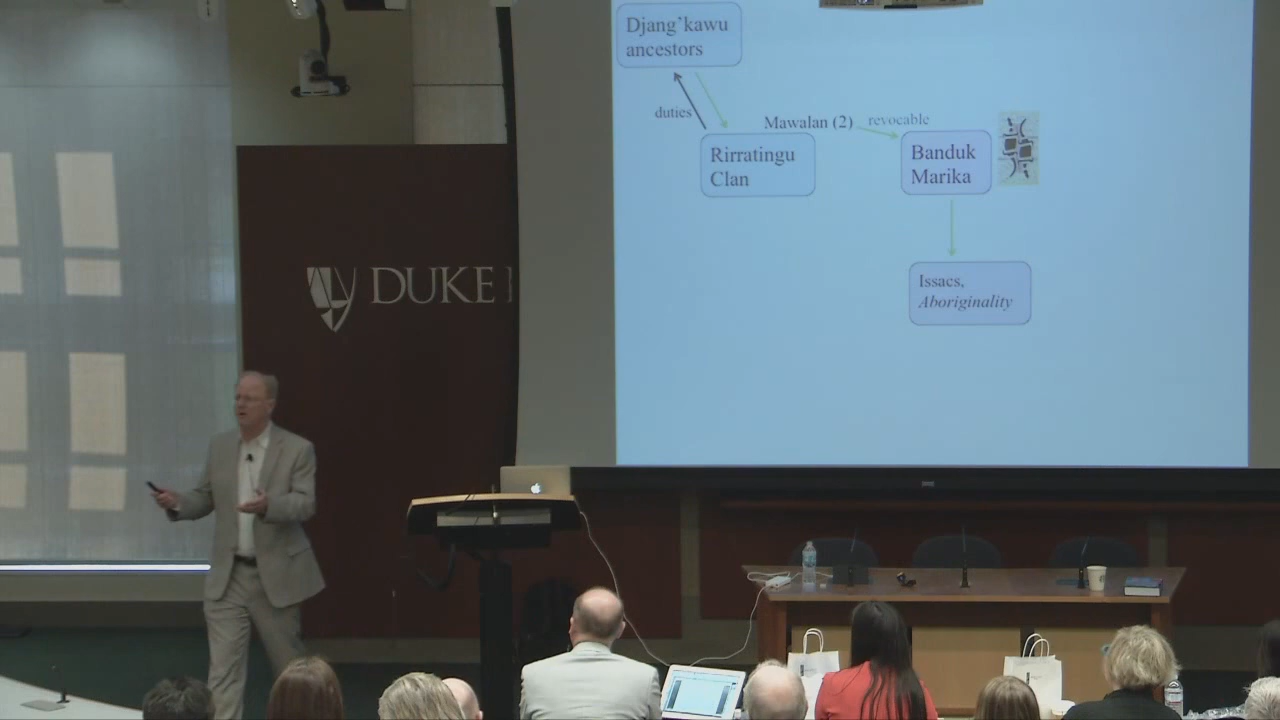 Djang'kawu
ancestors
duties
Mawalan (2)
revocable
Rirratingu
Clan
Banduk
Marika
Issacs,
Aboriginality
DUKE